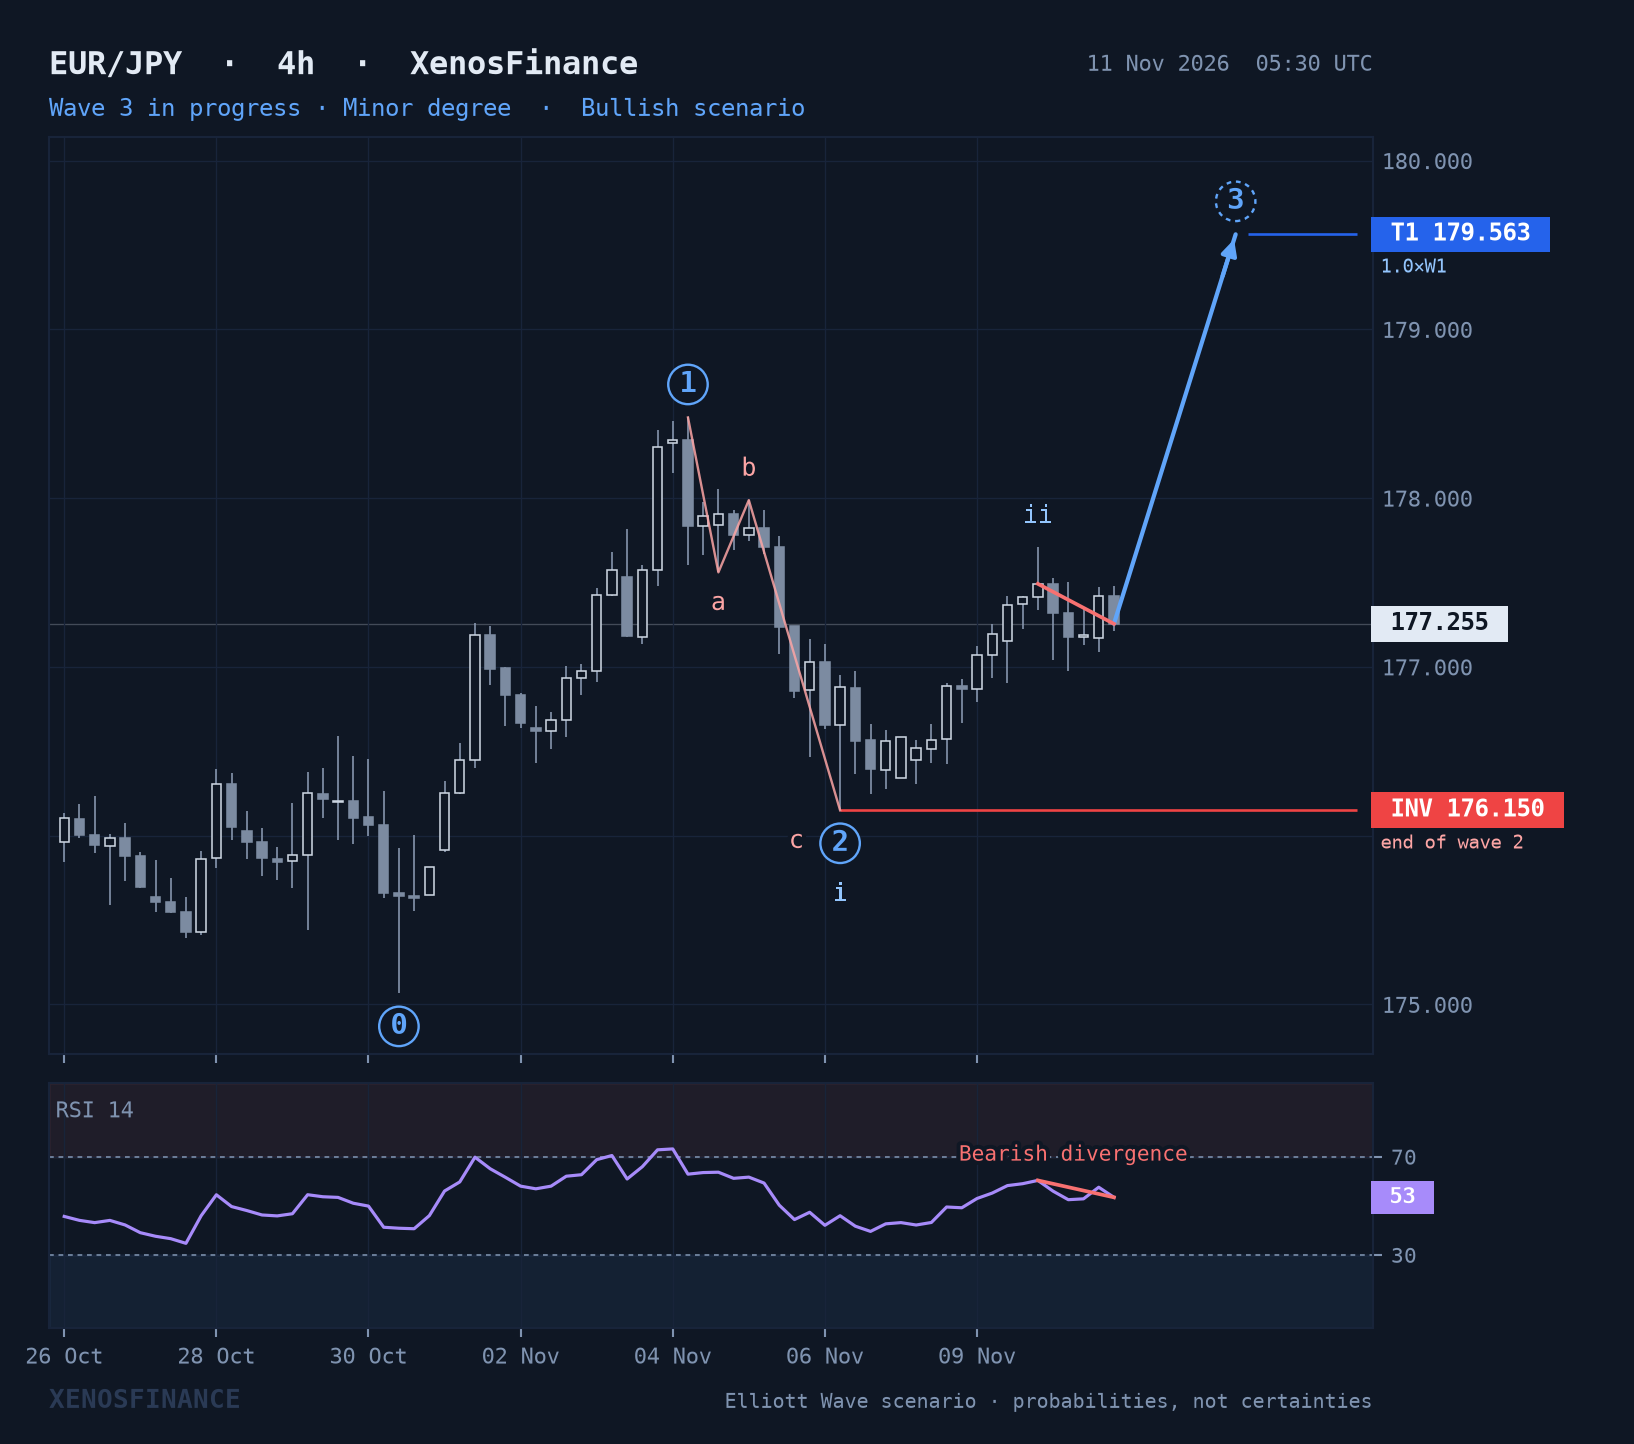 EUR/JPY · 4h · XenosFinance
11 Nov 2026 05:30 UTC
Wave 3 in progress · Minor degree · Bullish scenario
180.000
3
T1 179.563
1.0×W1
179.000
1
178.000
b
ii
a
177.255
177.000
INV 176.150
end of wave 2
c
2
i
175.000
0
RSI 14
Bearish divergence
70
53
30
26 Oct
28 Oct
30 Oct
02 Nov
04 Nov
06 Nov
09 Nov
XENOSFINANCE
Elliott Wave scenario · probabilities, not certainties